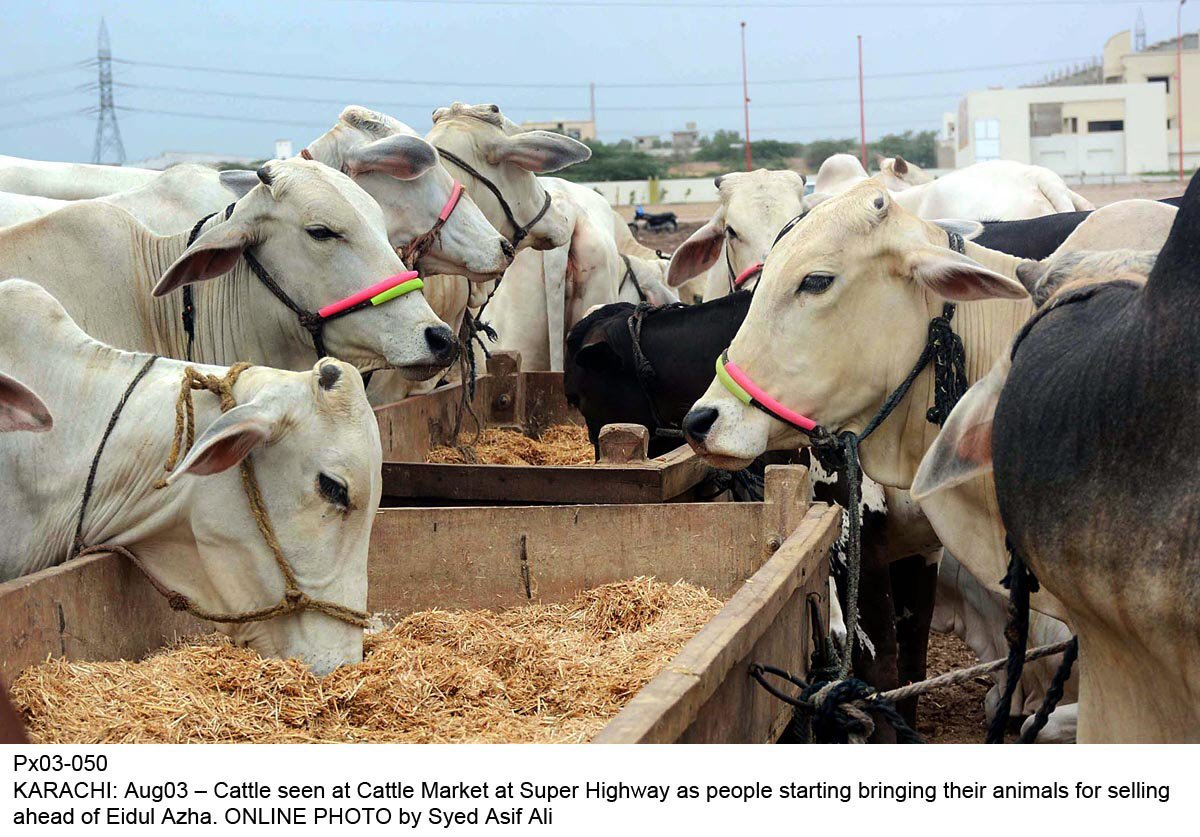 Px03-050
KARACHI: Aug03 – Cattle seen at Cattle Market at Super Highway as people starting bringing their animals for selling
ahead of Eidul Azha. ONLINE PHOTO by Syed Asif Ali